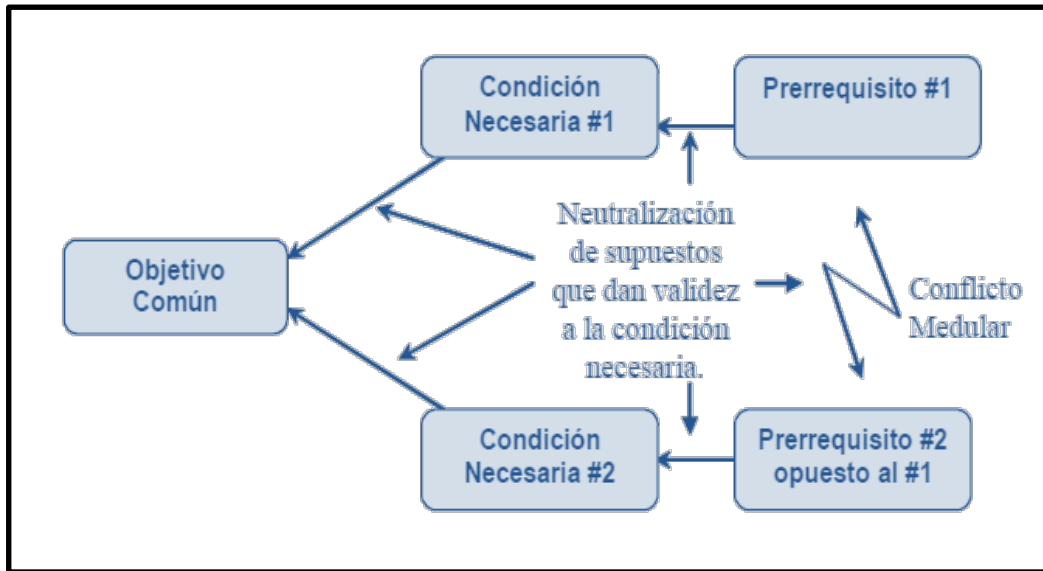 Condición
Necesaria #1
Prerrequisito #1
Objetivo
Común
Neutralización
de supuestos
que dan validez
a la condición
necesaria.
Conflicto
Medular
Condición
Necesaria #2
Prerrequisito #2
opuesto al #1